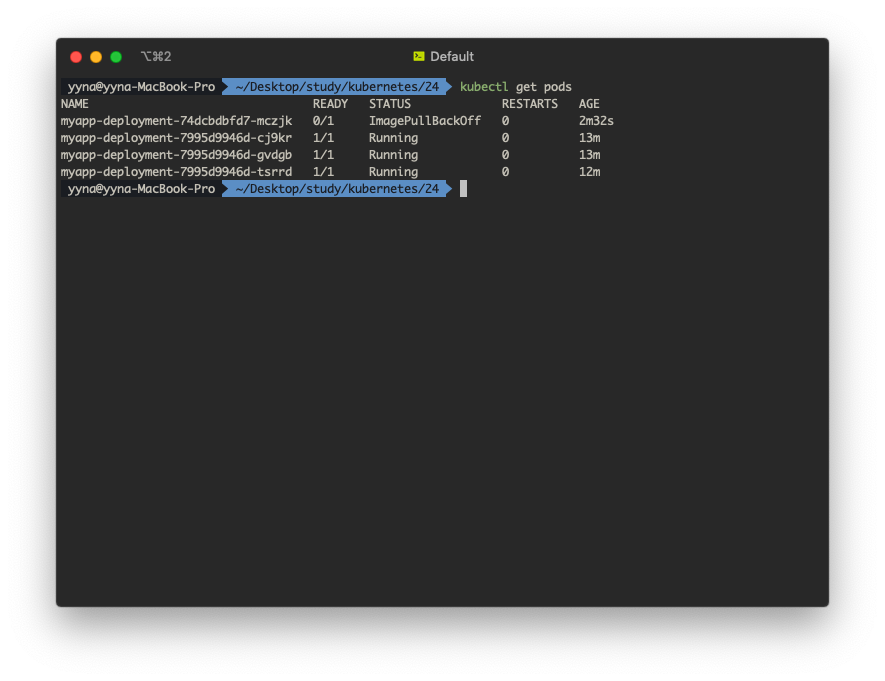 ⌥⌘2 Default
yyna@yyna-MacBook-Pro ~/Desktop/study/kubernetes/24 kubectl get pods
NAME READY STATUS RESTARTS AGE
myapp-deployment-74dcbdbfd7-mczjk 0/1 ImagePullBackOff 0 2m32s
myapp-deployment-7995d9946d-cj9kr 1/1 Running 0 13m
myapp-deployment-7995d9946d-gvdgb 1/1 Running 0 13m
myapp-deployment-7995d9946d-tsrrd 1/1 Running 0 12m
yyna@yyna-MacBook-Pro ~/Desktop/study/kubernetes/24